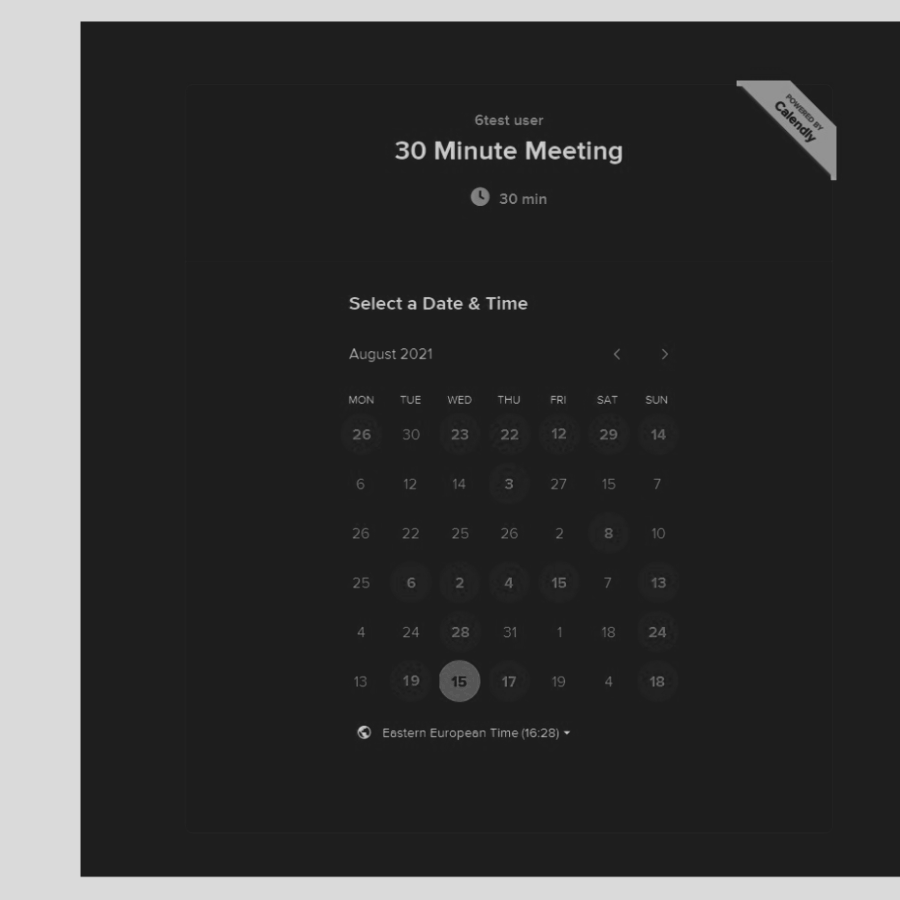 POWERED BY
Calendly
6test user
30 Minute Meeting
30 min
Select a Date & Time
August 2021
MON TUE WED THU FRI SAT SUN
26 30 23 22 12 29 14
6 12 14 3 27 15 7
26 22 25 26 2 8 10
25 6 2 4 15 7 13
4 24 28 31 1 18 24
13 19 15 17 19 4 18
Eastern European Time (16:28)